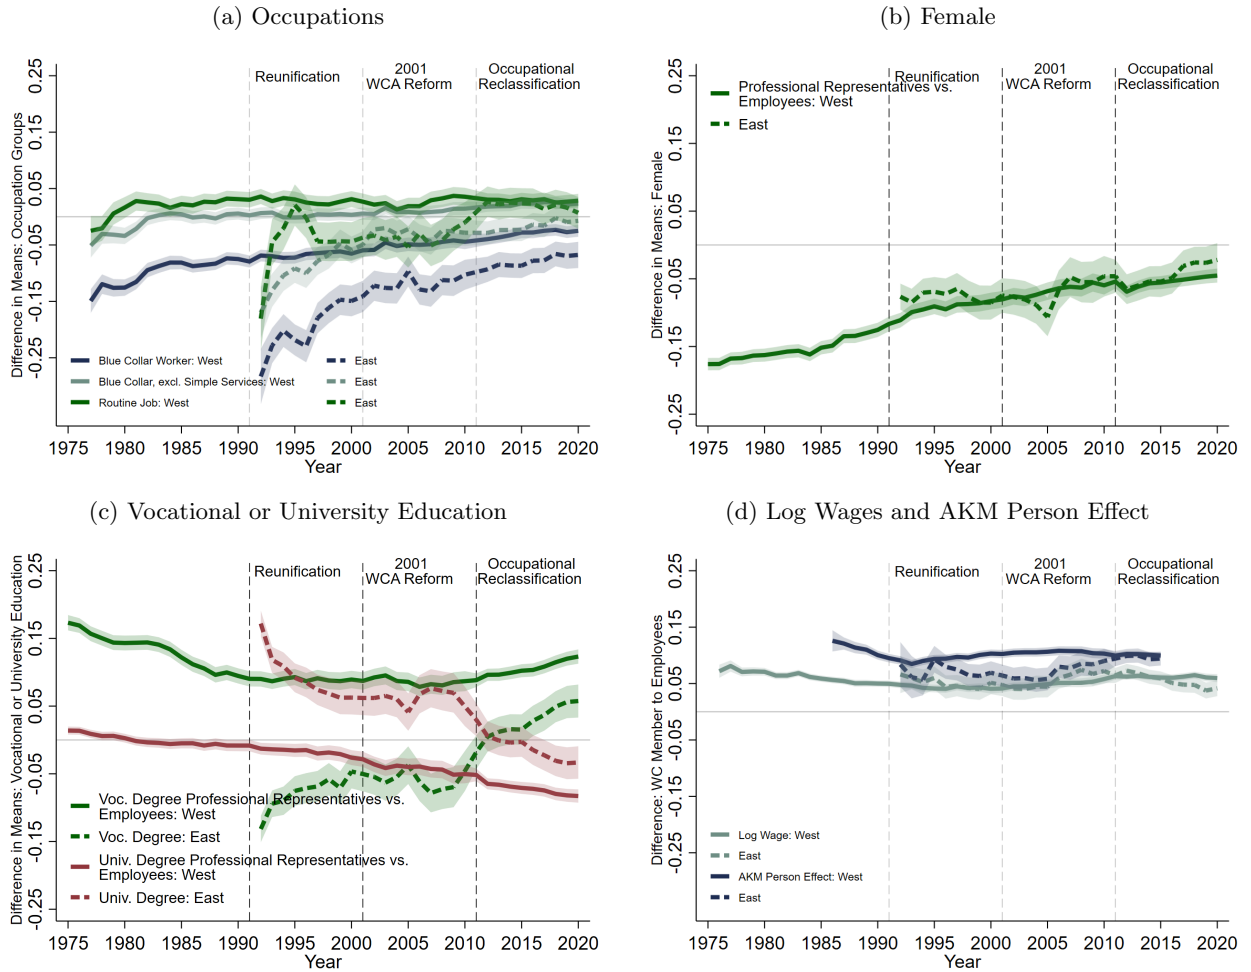 (a) Occupations
Difference in Means: Occupation Groups
0.25
0.15
0.05
-0.05
-0.15
-0.25
Reunification
2001
WCA Reform
Occupational
Reclassification
Blue Collar Worker: West
East
Blue Collar, excl. Simple Services: West
East
Routine Job: West
East
1975 1980 1985 1990 1995 2000 2005 2010 2015 2020
Year
(b) Female
Difference in Means: Female
0.25
0.15
0.05
-0.05
-0.15
-0.25
Reunification
2001
WCA Reform
Occupational
Reclassification
Professional Representatives vs.
Employees: West
East
1975 1980 1985 1990 1995 2000 2005 2010 2015 2020
Year
(c) Vocational or University Education
Difference in Means: Vocational or University Education
0.25
0.15
0.05
-0.05
-0.15
-0.25
Reunification
2001
WCA Reform
Occupational
Reclassification
Voc. Degree Professional Representatives vs.
Employees: West
Voc. Degree: East
Univ. Degree Professional Representatives vs.
Employees: West
Univ. Degree: East
1975 1980 1985 1990 1995 2000 2005 2010 2015 2020
Year
(d) Log Wages and AKM Person Effect
Difference: WC Member to Employees
0.25
0.15
0.05
-0.05
-0.15
-0.25
Reunification
2001
WCA Reform
Occupational
Reclassification
Log Wage: West
East
AKM Person Effect: West
East
1975 1980 1985 1990 1995 2000 2005 2010 2015 2020
Year